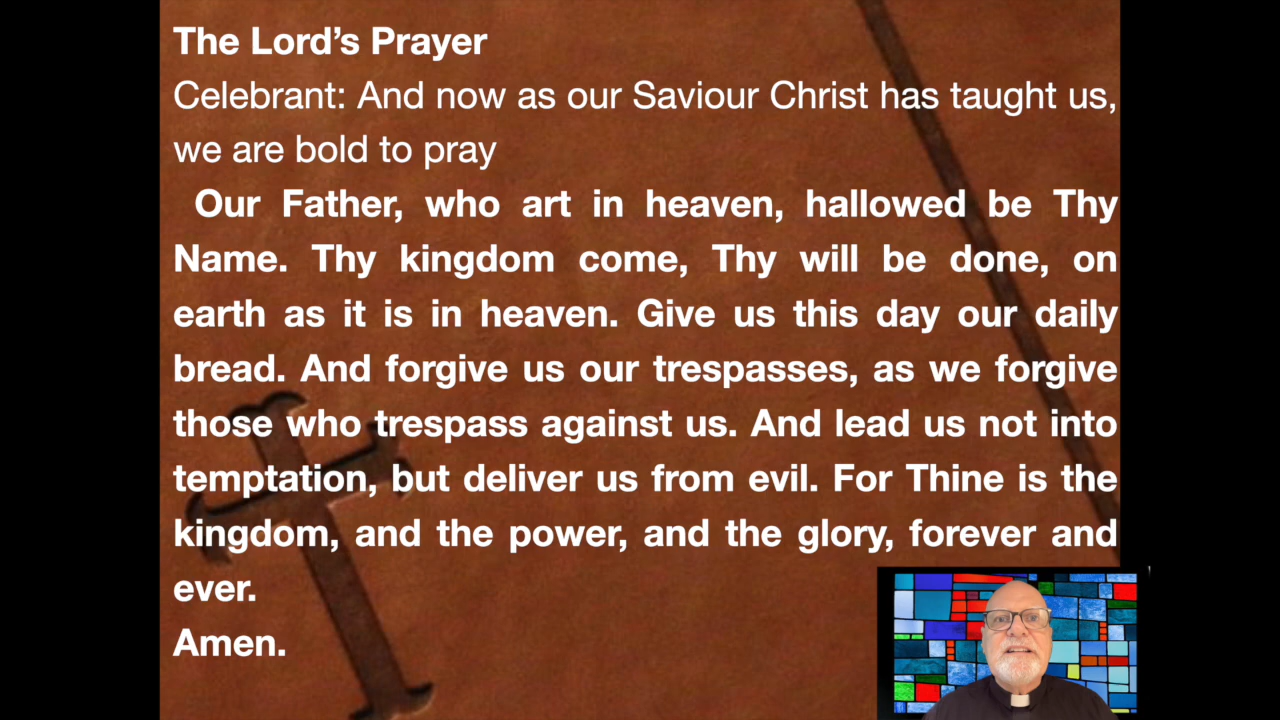 The Lord’s Prayer
Celebrant: And now as our Saviour Christ has taught us,
we are bold to pray
Our Father, who art in heaven, hallowed be Thy
Name. Thy kingdom come, Thy will be done, on
earth as it is in heaven. Give us this day our daily
bread. And forgive us our trespasses, as we forgive
those who trespass against us. And lead us not into
temptation, but deliver us from evil. For Thine is the
kingdom, and the power, and the glory, forever and
ever.
Amen.